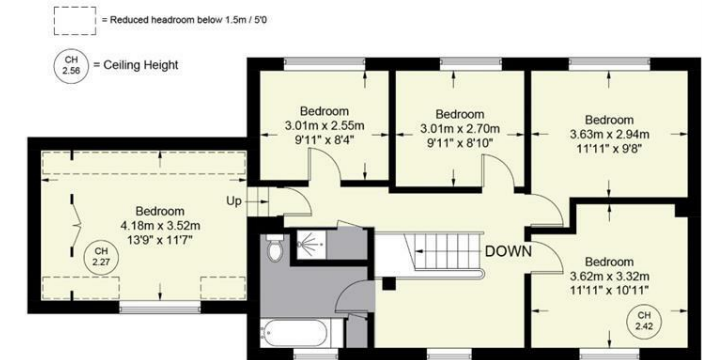 = Reduced headroom below 1.5m / 5'0
CH
2.56
= Ceiling Height
Bedroom
3.01m x 2.55m
9'11" x 8'4"
Bedroom
3.01m x 2.70m
9'11" x 8'10"
Bedroom
3.63m x 2.94m
11'11" x 9'8"
Up
Bedroom
4.18m x 3.52m
13'9" x 11'7"
CH
2.27
DOWN
Bedroom
3.62m x 3.32m
11'11" x 10'11"
CH
2.42